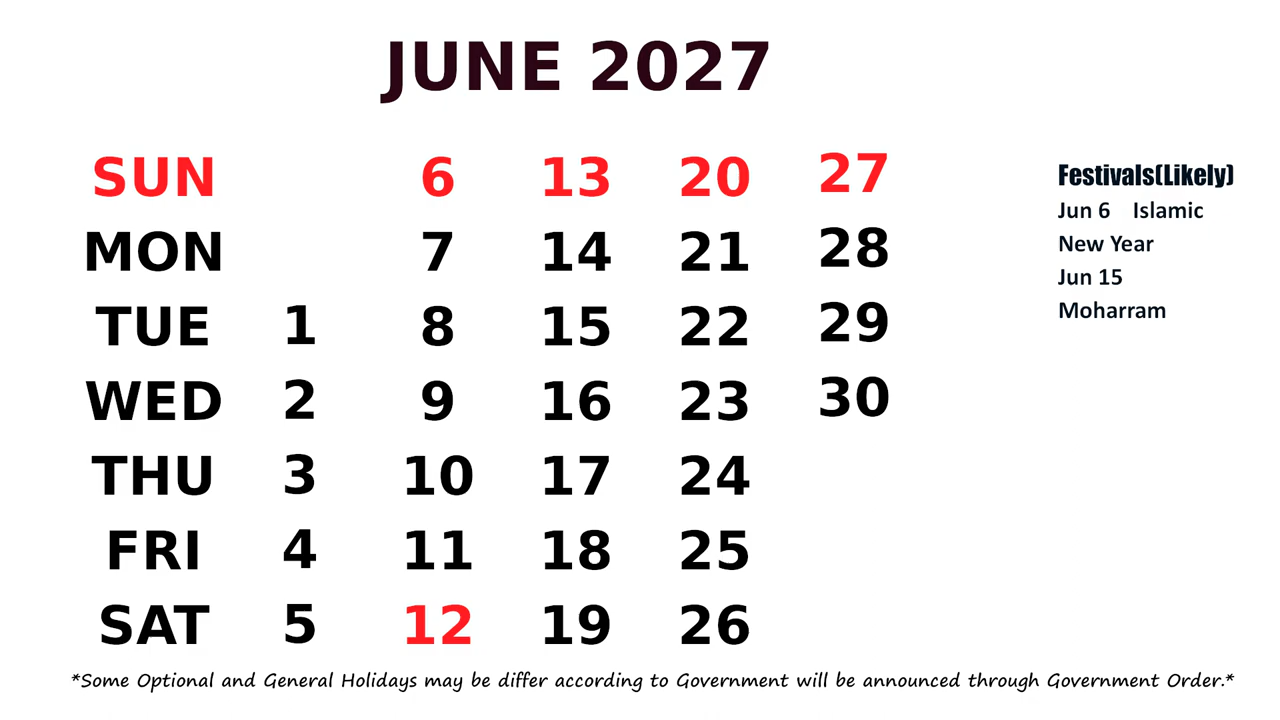 JUNE 2027
SUN 6 13 20 27
MON 7 14 21 28
TUE 1 8 15 22 29
WED 2 9 16 23 30
THU 3 10 17 24
FRI 4 11 18 25
SAT 5 12 19 26
Festivals(Likely)
Jun 6 Islamic
New Year
Jun 15
Moharram
*Some Optional and General Holidays may be differ according to Government will be announced through Government Order.*